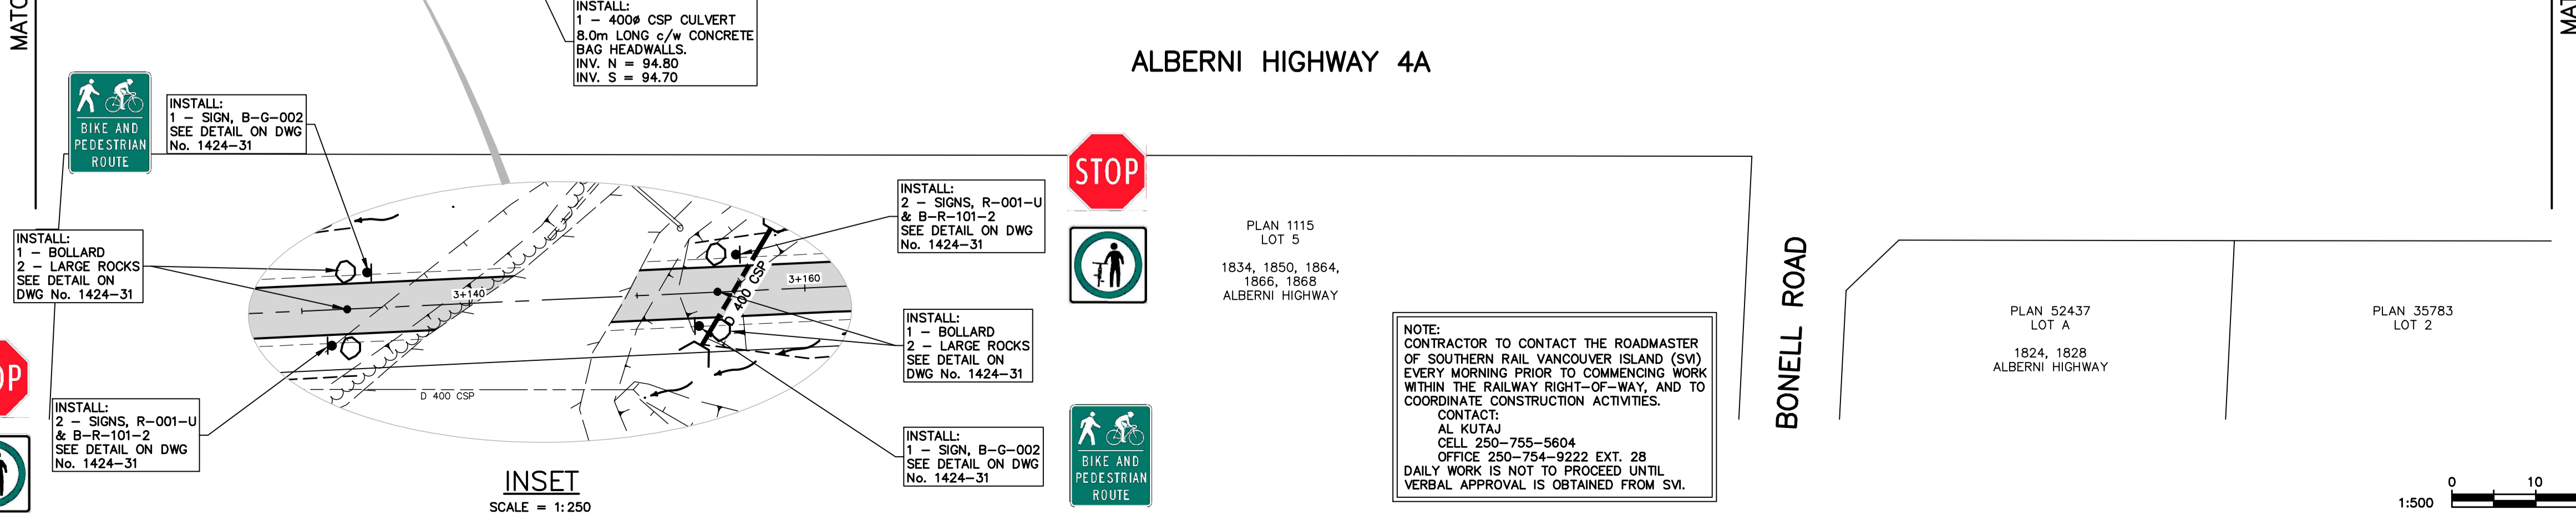 INSTALL:
1 - 400ø CSP CULVERT
8.0m LONG c/w CONCRETE
BAG HEADWALLS.
INV. N = 94.80
INV. S = 94.70
ALBERNI HIGHWAY 4A
BIKE AND
PEDESTRIAN
ROUTE
INSTALL:
1 - SIGN, B-G-002
SEE DETAIL ON DWG
No. 1424-31
INSTALL:
1 - BOLLARD
2 - LARGE ROCKS
SEE DETAIL ON
DWG No. 1424-31
INSTALL:
2 - SIGNS, R-001-U
& B-R-101-2
SEE DETAIL ON DWG
No. 1424-31
3+140
3+160
D 400 CSP
D 400 CSP
INSET
SCALE = 1:250
INSTALL:
2 - SIGNS, R-001-U
& B-R-101-2
SEE DETAIL ON DWG
No. 1424-31
INSTALL:
1 - BOLLARD
2 - LARGE ROCKS
SEE DETAIL ON
DWG No. 1424-31
INSTALL:
1 - SIGN, B-G-002
SEE DETAIL ON DWG
No. 1424-31
STOP
BIKE AND
PEDESTRIAN
ROUTE
PLAN 1115
LOT 5
1834, 1850, 1864,
1866, 1868
ALBERNI HIGHWAY
NOTE:
CONTRACTOR TO CONTACT THE ROADMASTER
OF SOUTHERN RAIL VANCOUVER ISLAND (SVI)
EVERY MORNING PRIOR TO COMMENCING WORK
WITHIN THE RAILWAY RIGHT-OF-WAY, AND TO
COORDINATE CONSTRUCTION ACTIVITIES.
CONTACT:
AL KUTAJ
CELL 250-755-5604
OFFICE 250-754-9222 EXT. 28
DAILY WORK IS NOT TO PROCEED UNTIL
VERBAL APPROVAL IS OBTAINED FROM SVI.
BONELL ROAD
PLAN 52437
LOT A
1824, 1828
ALBERNI HIGHWAY
PLAN 35783
LOT 2
1:500
0 10